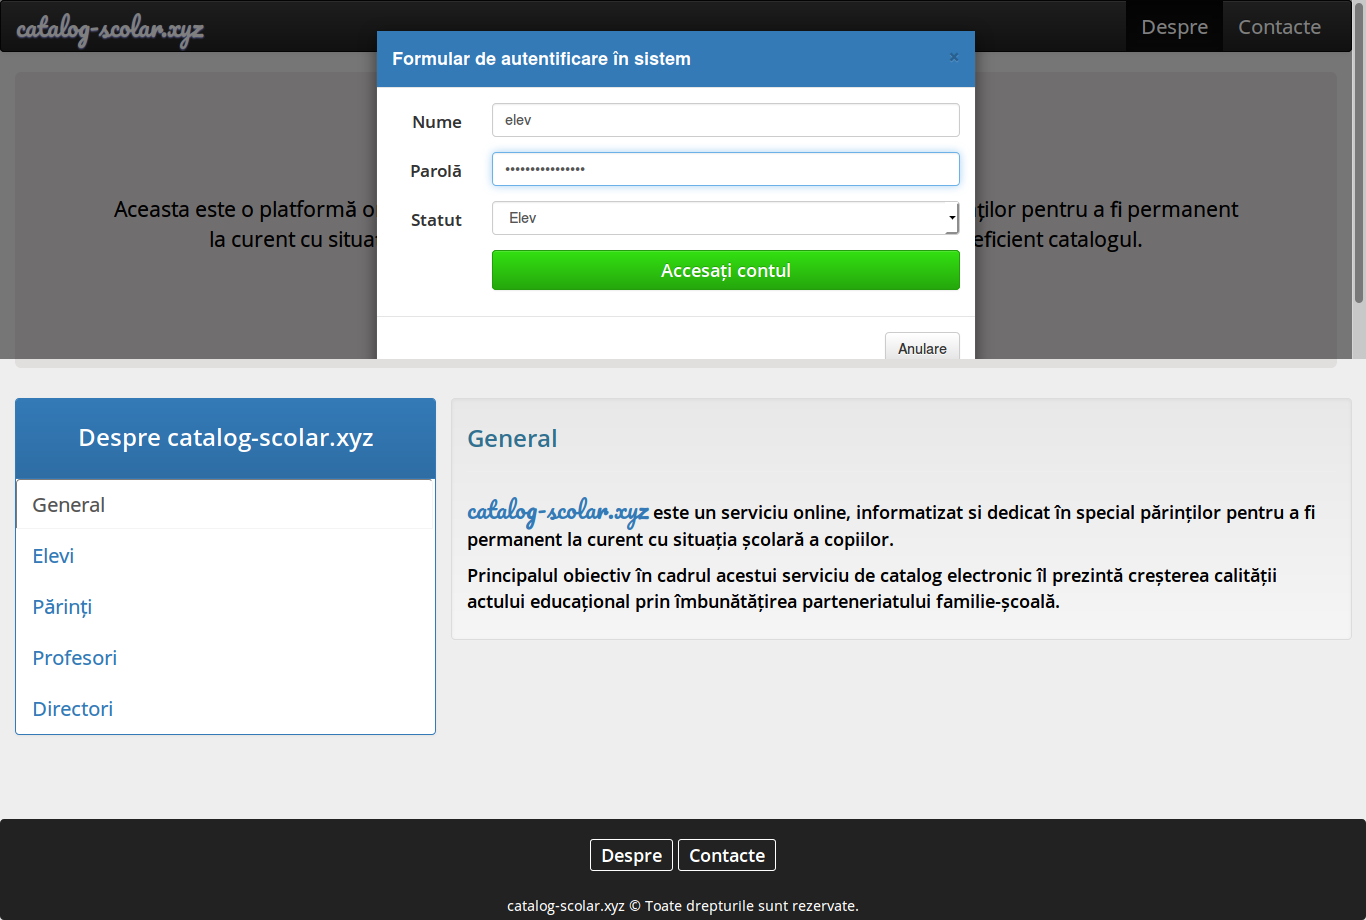 catalog-scolar.xyz
Despre
Contacte
Formular de autentificare în sistem
×
Nume
elev
Parolă
••••••••••••••••
Statut
Elev
Accesați contul
Anulare
Aceasta este o platformă
ților pentru a fi permanent
la curent cu
eficient catalogul.
Despre catalog-scolar.xyz
General
Elevi
Părinți
Profesori
Directori
General
catalog-scolar.xyz este un serviciu online, informatizat si dedicat în special părinților pentru a fi
permanent la curent cu situația școlară a copiilor.
Principalul obiectiv în cadrul acestui serviciu de catalog electronic îl prezintă creșterea calității
actului educațional prin îmbunătățirea parteneriatului familie-școală.
Despre
Contacte
catalog-scolar.xyz © Toate drepturile sunt rezervate.